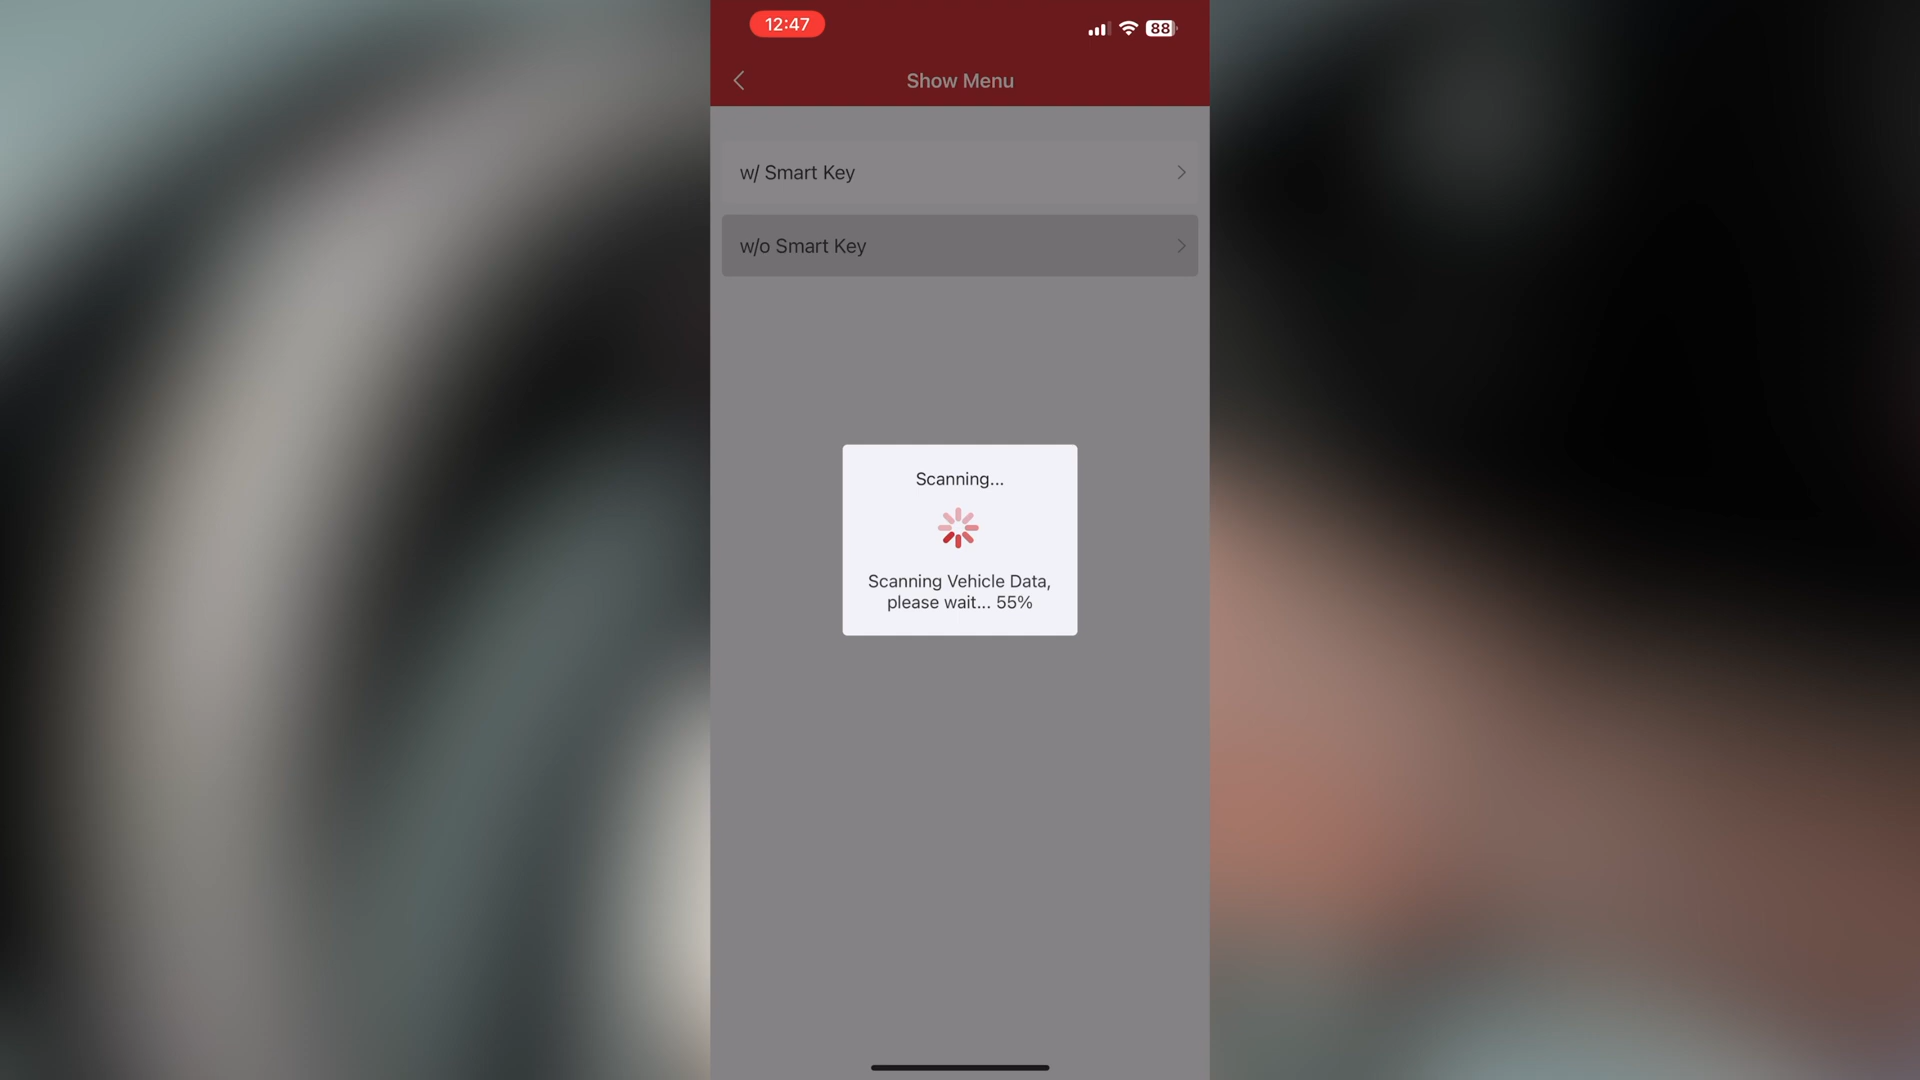 12:47
88
Show Menu
w/ Smart Key
w/o Smart Key
Scanning...
Scanning Vehicle Data,
please wait... 55%